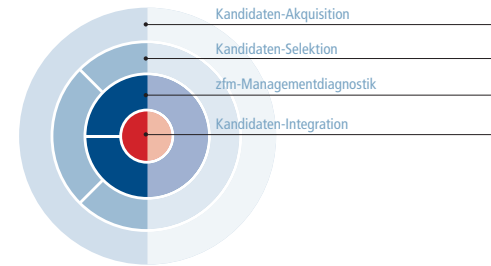 Kandidaten-Akquisition
Kandidaten-Selektion
zfm-Managementdiagnostik
Kandidaten-Integration